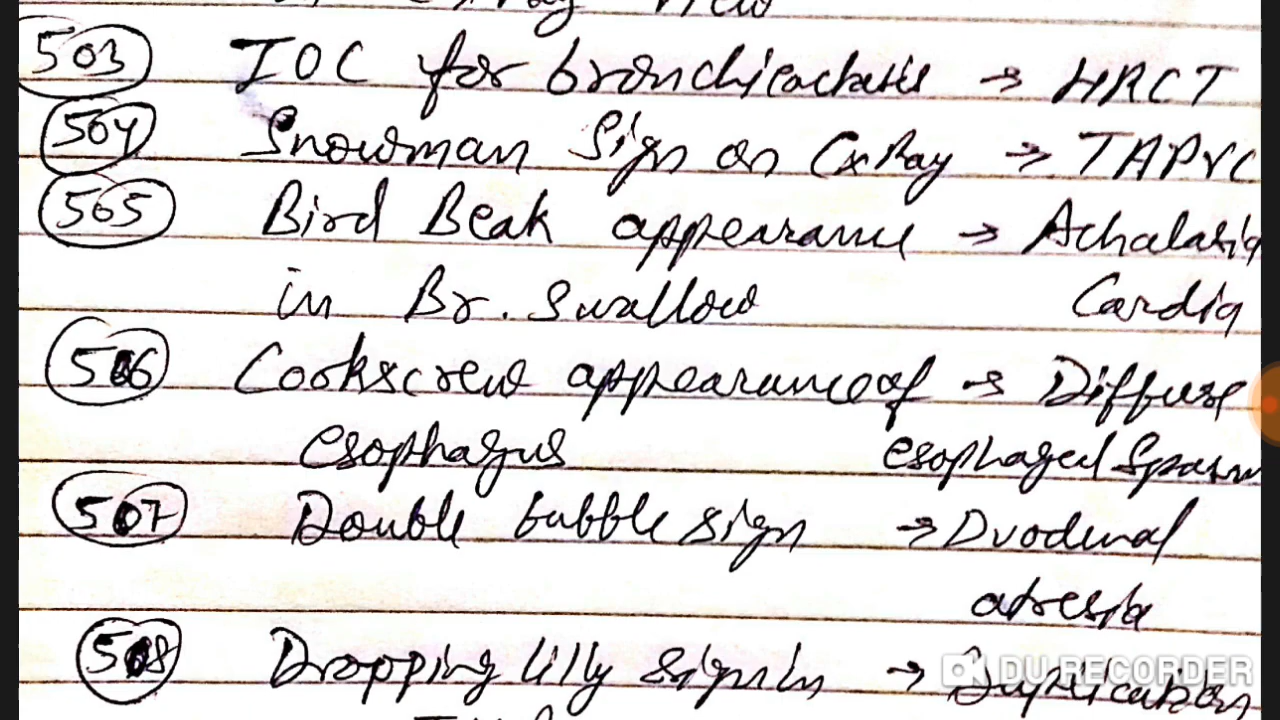 503 IOC for bronchiectasis → HRCT
504 Snowman Sign on CxRay → TAPVC
505 Bird Beak appearance → Achalasia
in Br. Swallow Cardia
506 Corkscrew appearance of → Diffuse
esophagus esophageal Spasm
507 Double bubble sign → Duodenal
atresia
508 Dropping lilly sign in → Duplication
DU RECORDER